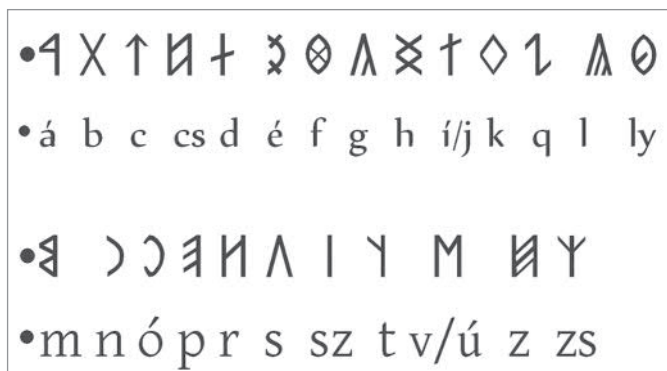 •𐲁 𐲂 𐲄 𐲆 𐲇 𐲋 𐲌 𐲍 𐲏 𐲒 𐲓 𐲔 𐲖 𐲗
•á b c cs d é f g h í/j k q l ly
•𐲘 𐲙 𐲜 𐲠 𐲢 𐲤 𐲥 𐲦 𐲮 𐲯 𐲰
•m n ó p r s sz t v/ú z zs